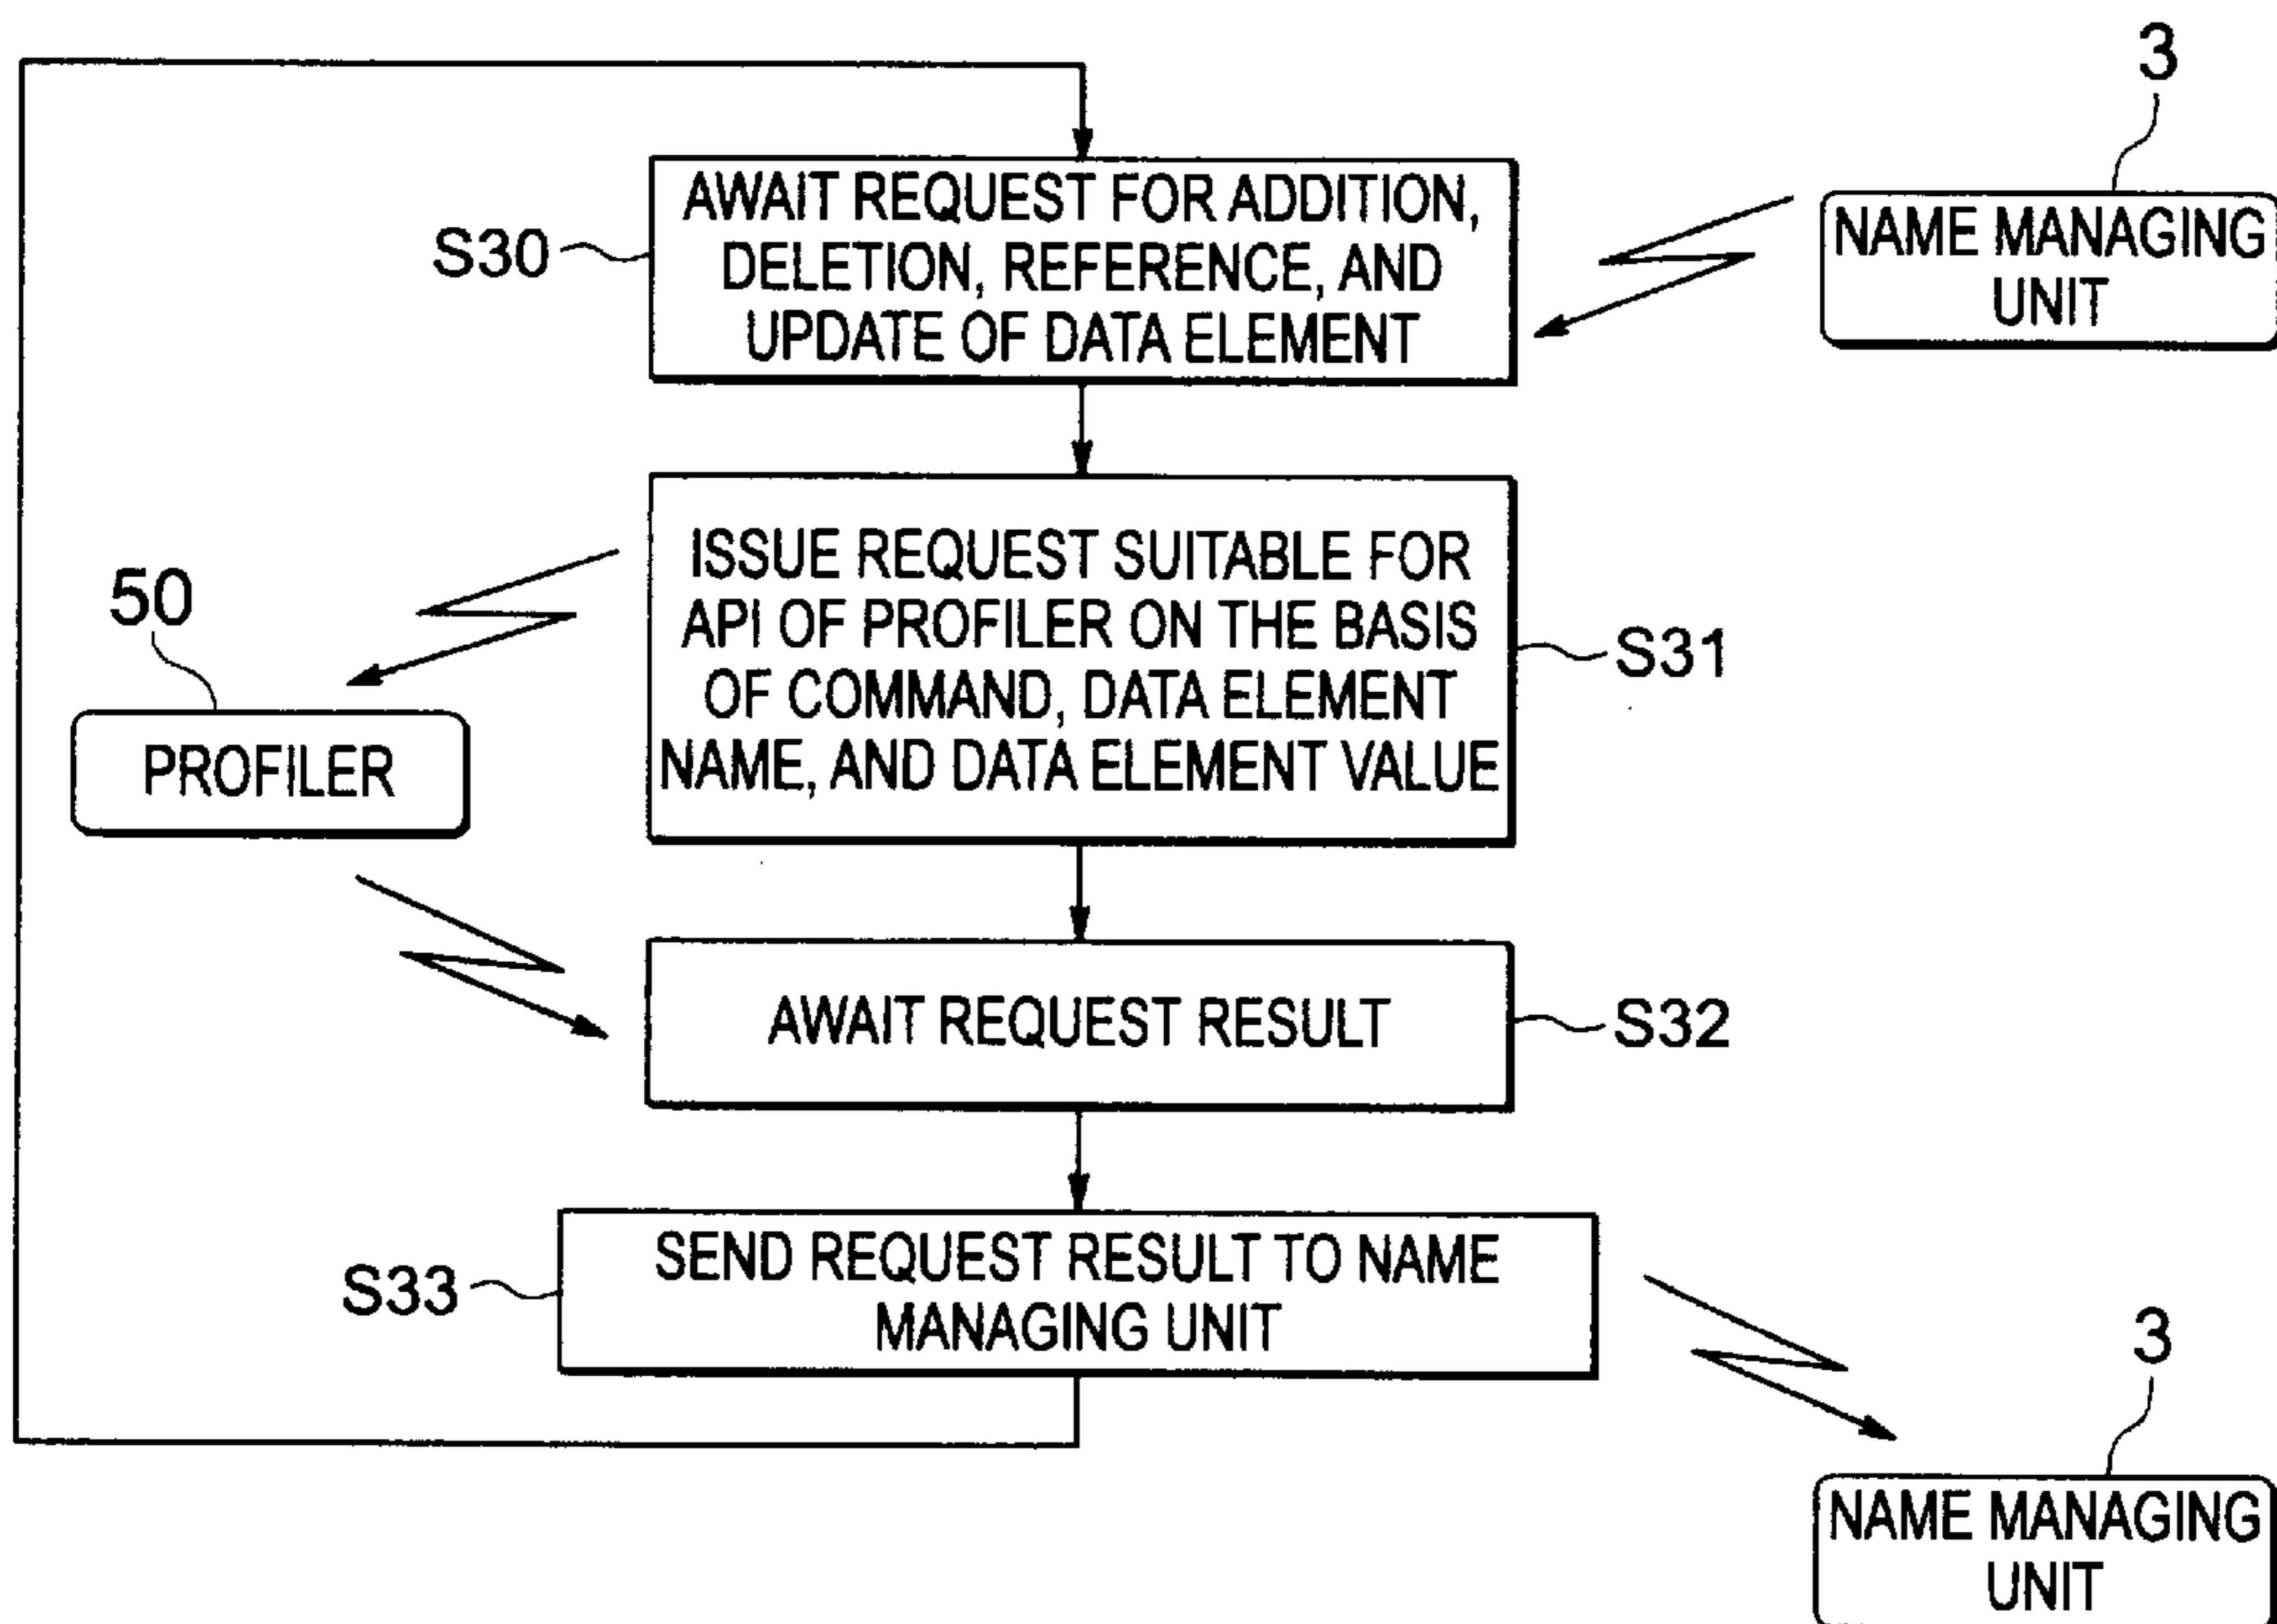 3
AWAIT REQUEST FOR ADDITION,
DELETION, REFERENCE, AND
UPDATE OF DATA ELEMENT
S30
NAME MANAGING
UNIT
ISSUE REQUEST SUITABLE FOR
API OF PROFILER ON THE BASIS
OF COMMAND, DATA ELEMENT
NAME, AND DATA ELEMENT VALUE
S31
50
PROFILER
AWAIT REQUEST RESULT
S32
SEND REQUEST RESULT TO NAME
MANAGING UNIT
S33
3
NAME MANAGING
UNIT